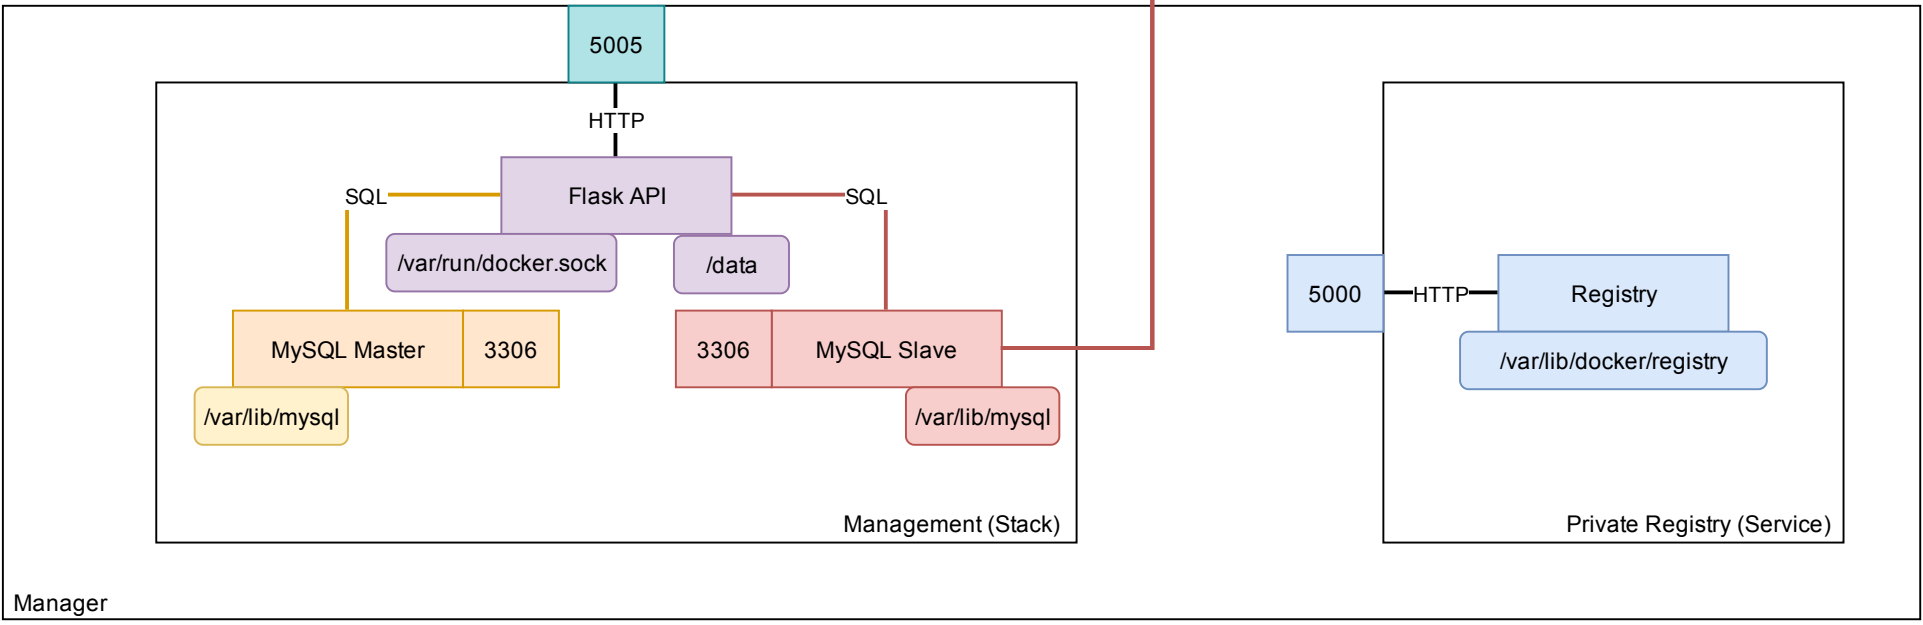 5005
HTTP
SQL
Flask API
SQL
/var/run/docker.sock
/data
MySQL Master
3306
3306
MySQL Slave
/var/lib/mysql
/var/lib/mysql
Management (Stack)
5000
HTTP
Registry
/var/lib/docker/registry
Private Registry (Service)
Manager